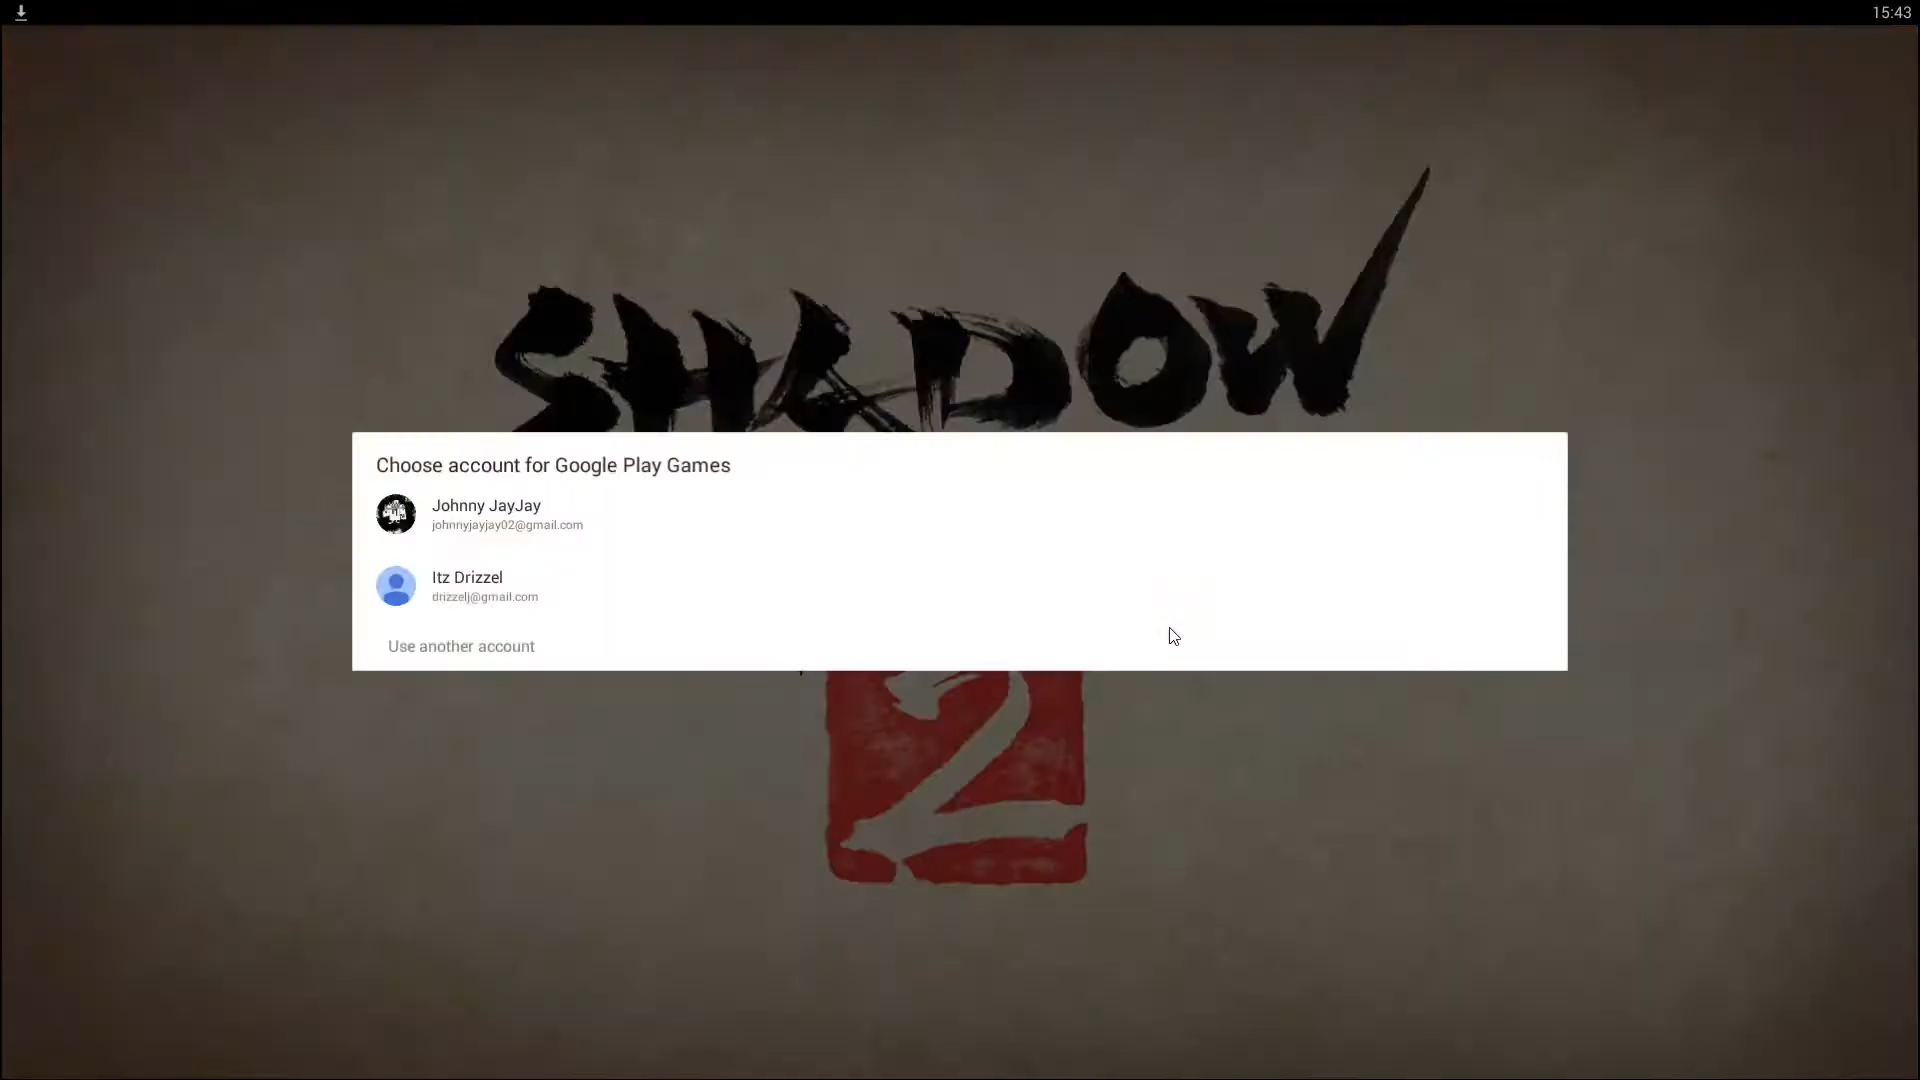 15:43
SHADOW
Choose account for Google Play Games
Johnny JayJay
johnnyjayjay02@gmail.com
Itz Drizzel
drizzelj@gmail.com
Use another account
2